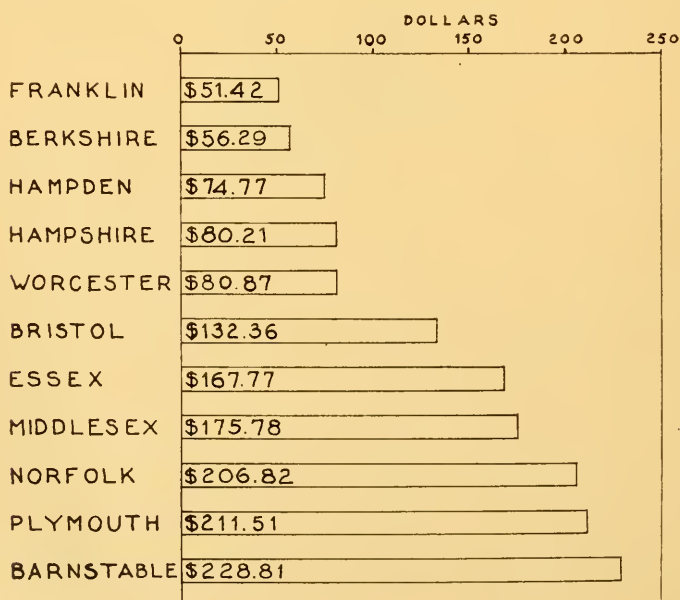 DOLLARS
0 50 100 150 200 250
FRANKLIN $51.42
BERKSHIRE $56.29
HAMPDEN $74.77
HAMPSHIRE $80.21
WORCESTER $80.87
BRISTOL $132.36
ESSEX $167.77
MIDDLESEX $175.78
NORFOLK $206.82
PLYMOUTH $211.51
BARNSTABLE $228.81